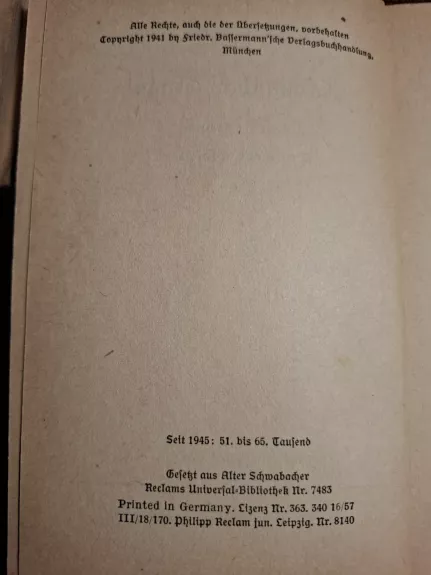 Alle Rechte, auch die der Übersetzungen, vorbehalten
Copyright 1941 by Friedr. Bassermann'sche Verlagsbuchhandlung,
München
Seit 1945: 51. bis 65. Tausend
Gesetzt aus Alter Schwabacher
Reclams Universal-Bibliothek Nr. 7483
Printed in Germany. Lizenz Nr. 363. 340 16/57
III/18/170. Philipp Reclam jun. Leipzig. Nr. 8140